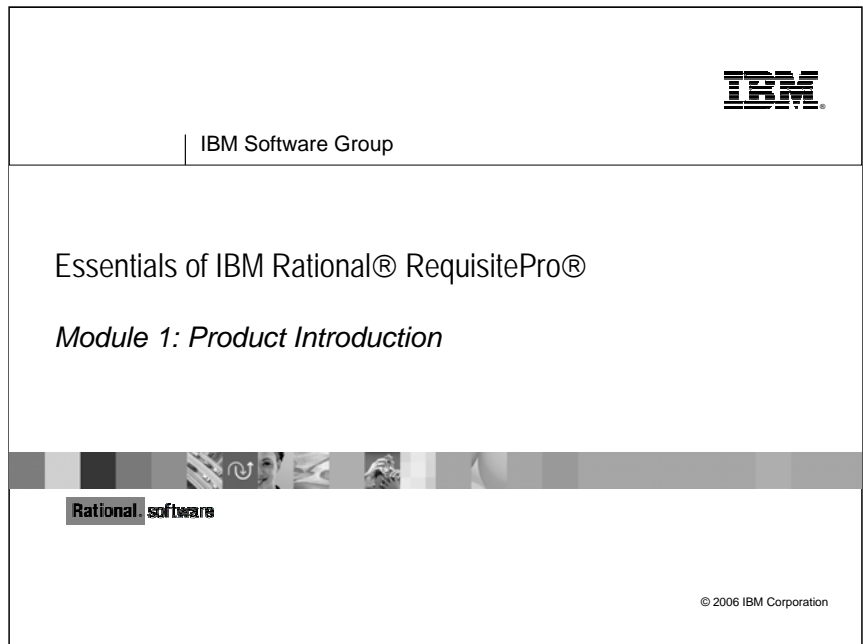 IBM®
IBM Software Group
Essentials of IBM Rational® RequisitePro®
Module 1: Product Introduction
Rational. software
© 2006 IBM Corporation